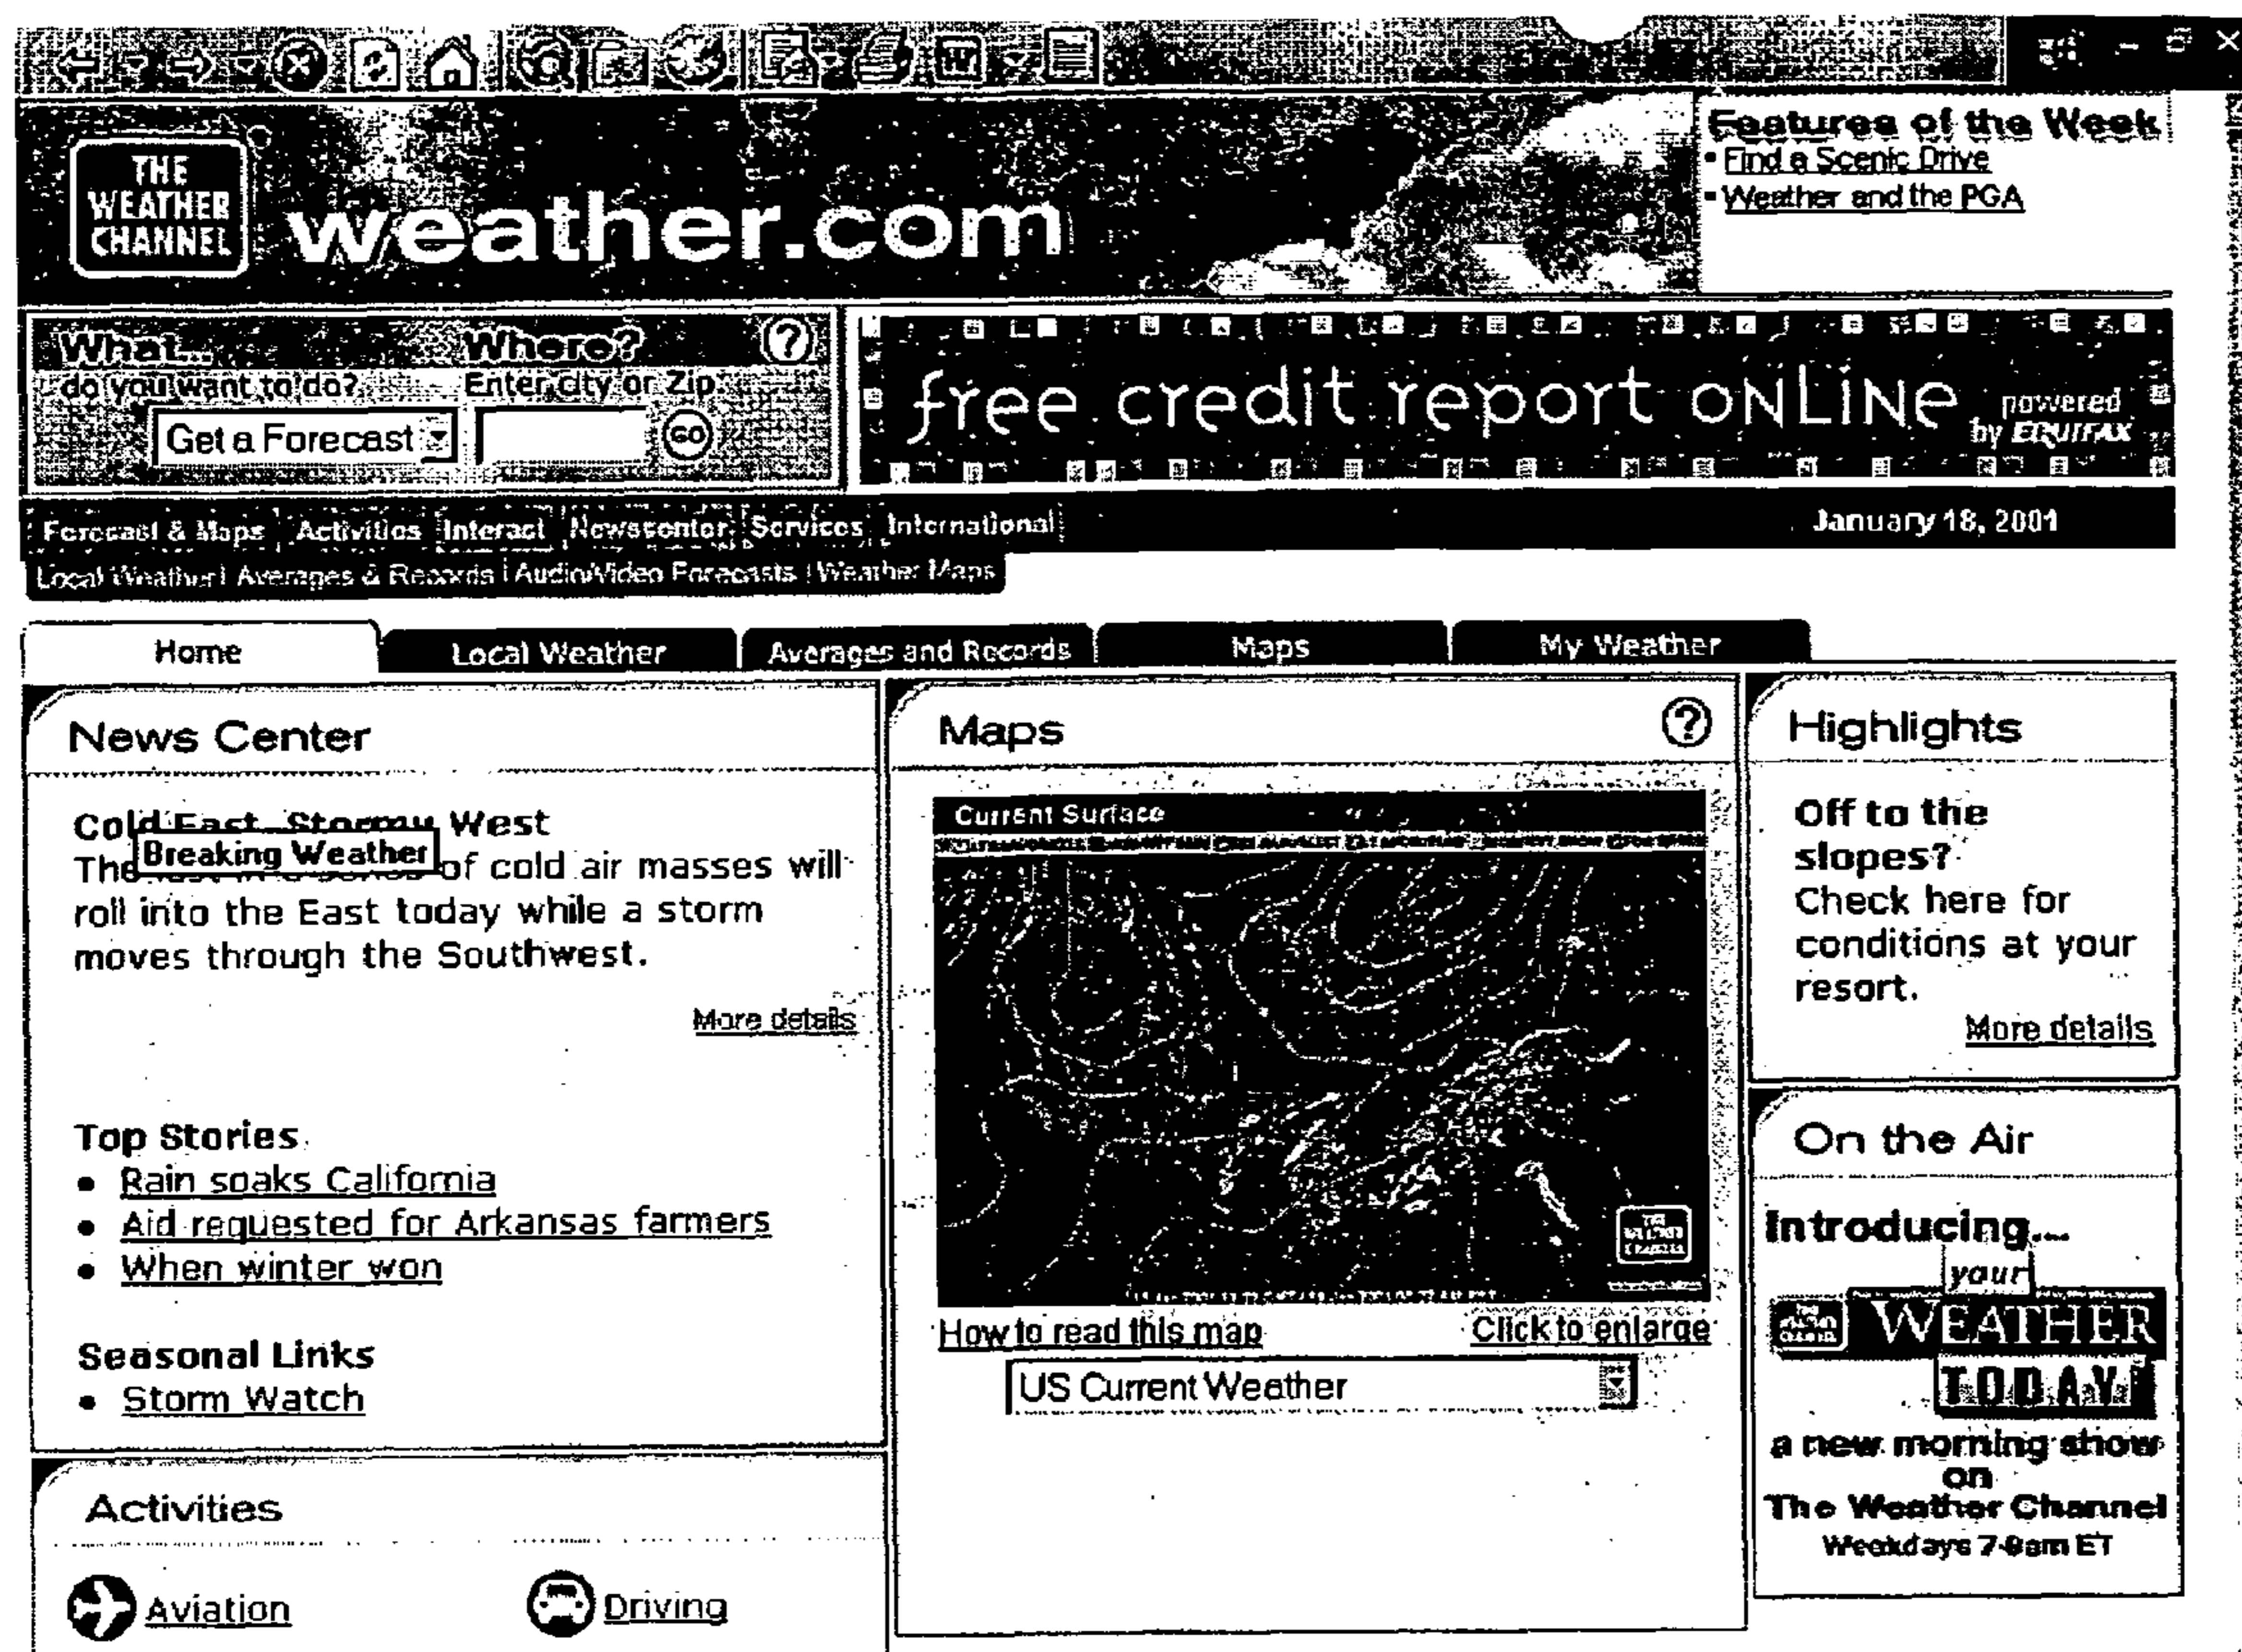 THE
WEATHER
CHANNEL
weather.com
Features of the Week
Find a Scenic Drive
Weather and the PGA
What...
do you want to do?
Where?
Enter city or Zip
?
Get a Forecast
GO
free credit report onLine
powered
by EQUIFAX
Forecast & Maps Activities Interact Newscenter Services International
January 18, 2001
Local Weather | Averages & Records | Audio/Video Forecasts | Weather Maps
Home Local Weather Averages and Records Maps My Weather
News Center
Cold East, Stormy West
Breaking Weather
The of cold air masses will
roll into the East today while a storm
moves through the Southwest.
More details
Top Stories
• Rain soaks California
• Aid requested for Arkansas farmers
• When winter won
Seasonal Links
• Storm Watch
Activities
Aviation
Driving
Maps
?
Current Surface
THE
WEATHER
CHANNEL
How to read this map
Click to enlarge
US Current Weather
Highlights
Off to the
slopes?
Check here for
conditions at your
resort.
More details
On the Air
Introducing...
your
WEATHER
TODAY
a new morning show
on
The Weather Channel
Weekdays 7-9am ET